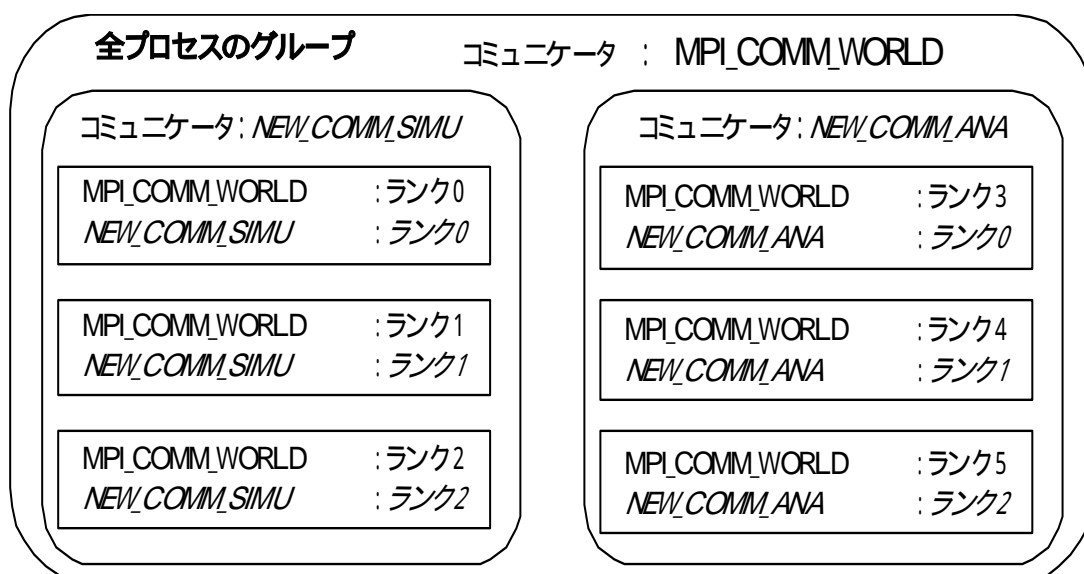 全プロセスのグループ コミュニケータ : MPI_COMM_WORLD
コミュニケータ: NEW_COMM_SIMU
MPI_COMM_WORLD :ランク0
NEW_COMM_SIMU :ランク0
MPI_COMM_WORLD :ランク1
NEW_COMM_SIMU :ランク1
MPI_COMM_WORLD :ランク2
NEW_COMM_SIMU :ランク2
コミュニケータ: NEW_COMM_ANA
MPI_COMM_WORLD :ランク3
NEW_COMM_ANA :ランク0
MPI_COMM_WORLD :ランク4
NEW_COMM_ANA :ランク1
MPI_COMM_WORLD :ランク5
NEW_COMM_ANA :ランク2